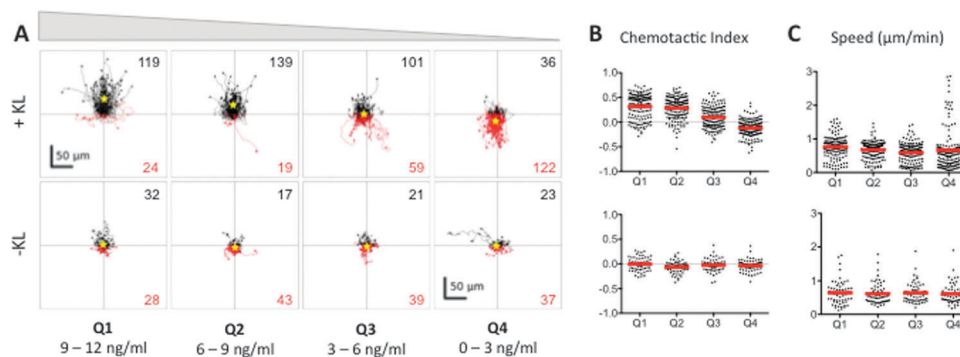 A
B Chemotactic Index
C Speed (µm/min)
+ KL
119 139 101 36
50 µm
24 19 59 122
-KL
32 17 21 23
50 µm
28 43 39 37
Q1 Q2 Q3 Q4
9 – 12 ng/ml 6 – 9 ng/ml 3 – 6 ng/ml 0 – 3 ng/ml
1.0
0.5
0.0
-0.5
-1.0
Q1 Q2 Q3 Q4
1.0
0.5
0.0
-0.5
-1.0
Q1 Q2 Q3 Q4
3
2
1
0
Q1 Q2 Q3 Q4
3
2
1
0
Q1 Q2 Q3 Q4